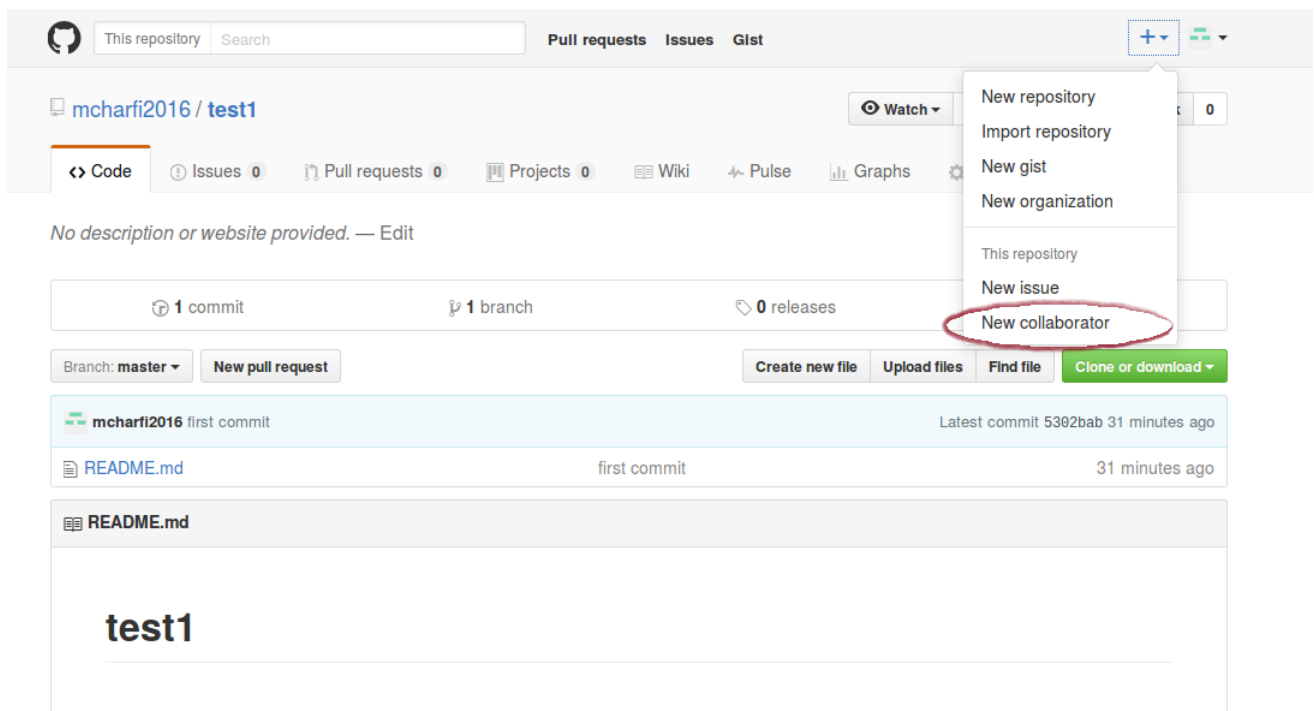 This repository Search Pull requests Issues Gist
mcharfi2016 / test1
Watch 0
New repository
Import repository
New gist
New organization
This repository
New issue
New collaborator
Code Issues 0 Pull requests 0 Projects 0 Wiki Pulse Graphs
No description or website provided. — Edit
1 commit 1 branch 0 releases
Branch: master New pull request Create new file Upload files Find file Clone or download
mcharfi2016 first commit Latest commit 5302bab 31 minutes ago
README.md first commit 31 minutes ago
README.md
test1